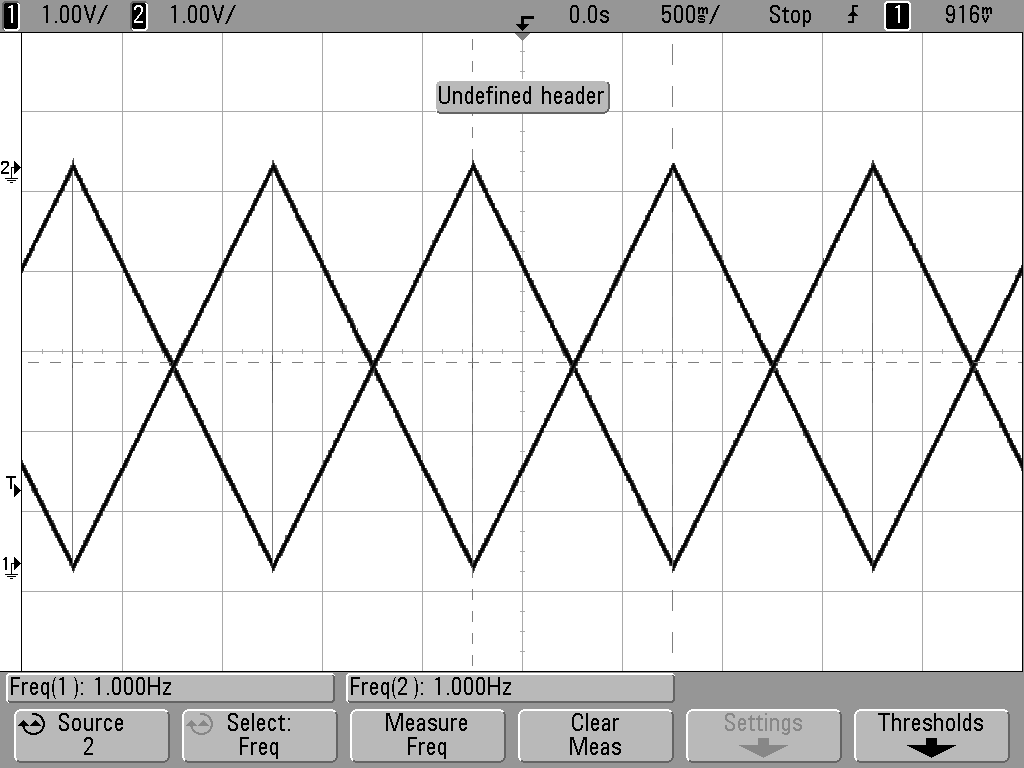 1 1.00V/ 2 1.00V/ 0.0s 500ms/ Stop 1 916mV
Undefined header
2
T
1
Freq(1): 1.000Hz Freq(2): 1.000Hz
Source Select: Measure Clear Settings Thresholds
2 Freq Freq Meas